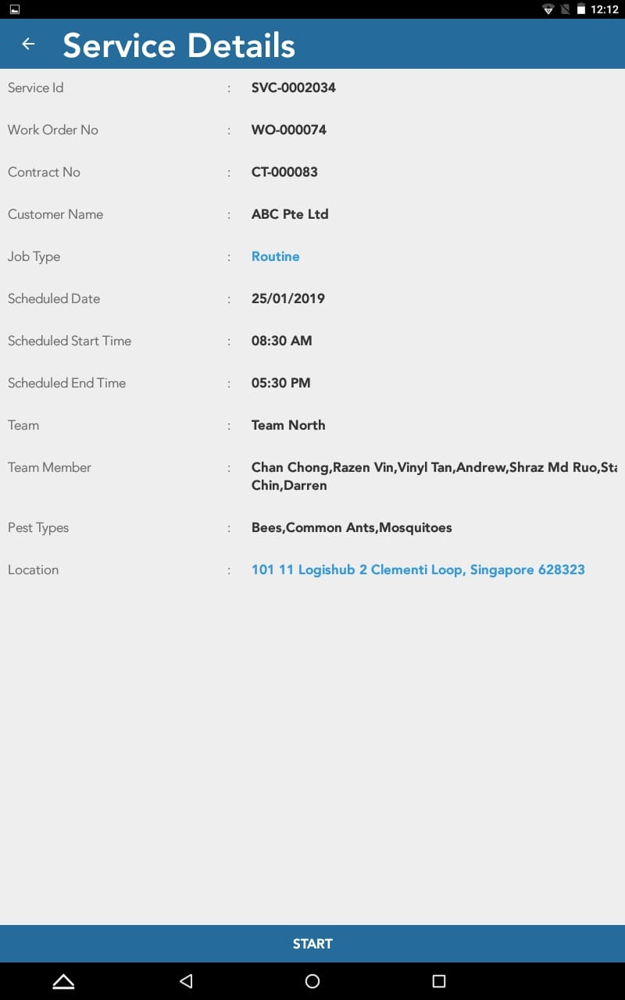 12:12
Service Details
Service Id : SVC-0002034
Work Order No : WO-000074
Contract No : CT-000083
Customer Name : ABC Pte Ltd
Job Type : Routine
Scheduled Date : 25/01/2019
Scheduled Start Time : 08:30 AM
Scheduled End Time : 05:30 PM
Team : Team North
Team Member : Chan Chong,Razen Vin,Vinyl Tan,Andrew,Shraz Md Ruo,
Chin,Darren
Pest Types : Bees,Common Ants,Mosquitoes
Location : 101 11 Logishub 2 Clementi Loop, Singapore 628323
START